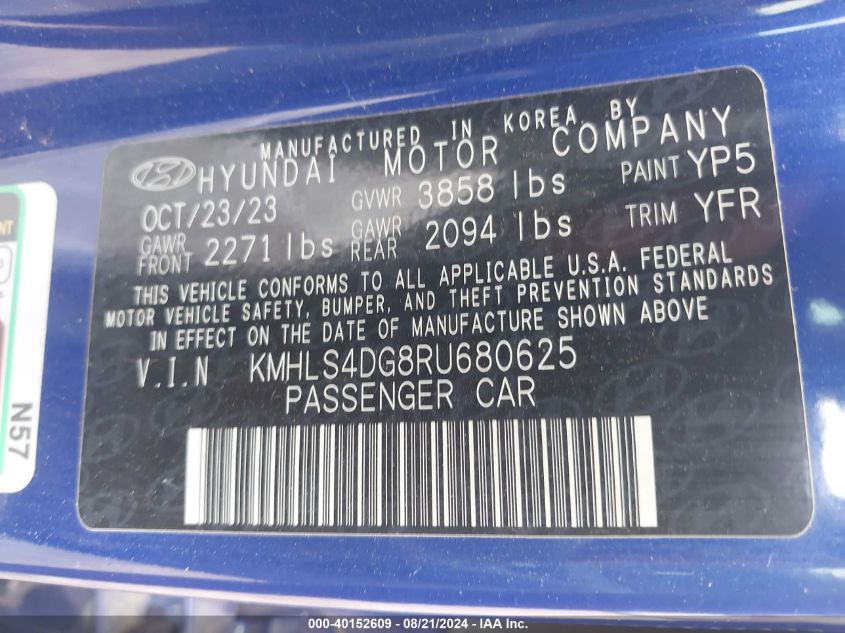 MANUFACTURED IN KOREA BY
HYUNDAI MOTOR COMPANY
OCT/23/23 GVWR 3858 lbs PAINT YP5
GAWR FRONT 2271 lbs GAWR REAR 2094 lbs TRIM YFR
THIS VEHICLE CONFORMS TO ALL APPLICABLE U.S.A. FEDERAL
MOTOR VEHICLE SAFETY, BUMPER, AND THEFT PREVENTION STANDARDS
IN EFFECT ON THE DATE OF MANUFACTURE SHOWN ABOVE
V.I.N KMHLS4DG8RU680625
PASSENGER CAR
N57
000-40152609 - 08/21/2024 - IAA Inc.